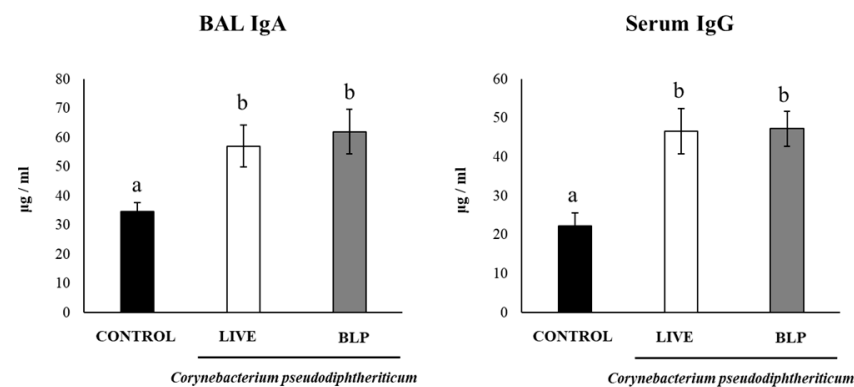 BAL IgA
80
70
60
50
40
30
20
10
0
µg / ml
a
b
b
CONTROL LIVE BLP
Corynebacterium pseudodiphtheriticum
Serum IgG
60
50
40
30
20
10
0
µg / ml
a
b
b
CONTROL LIVE BLP
Corynebacterium pseudodiphtheriticum